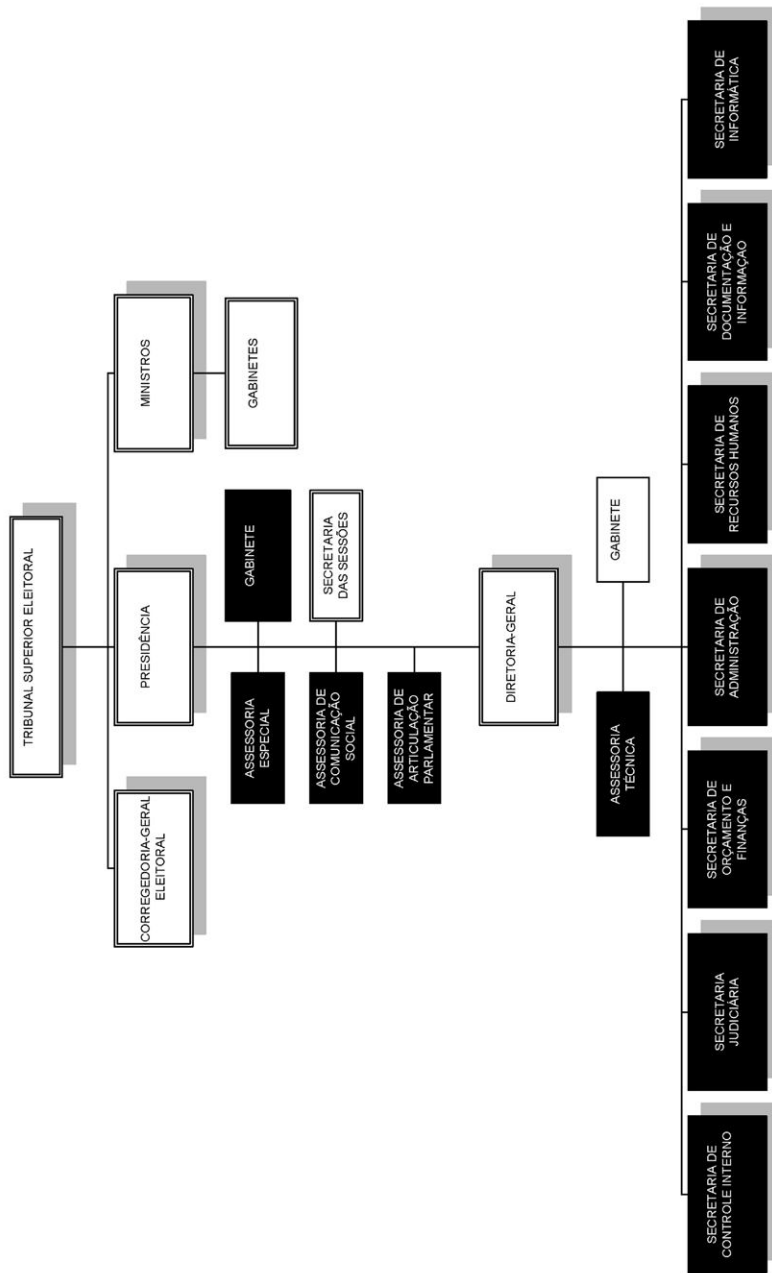 TRIBUNAL SUPERIOR ELEITORAL
CORREGEDORIA-GERAL
ELEITORAL
PRESIDÊNCIA
MINISTROS
GABINETES
ASSESSORIA
ESPECIAL
GABINETE
ASSESSORIA DE
COMUNICAÇÃO
SOCIAL
SECRETARIA
DAS SESSÕES
ASSESSORIA DE
ARTICULAÇÃO
PARLAMENTAR
DIRETORIA-GERAL
ASSESSORIA
TÉCNICA
GABINETE
SECRETARIA DE
CONTROLE INTERNO
SECRETARIA
JUDICIÁRIA
SECRETARIA DE
ORÇAMENTO E
FINANÇAS
SECRETARIA DE
ADMINISTRAÇÃO
SECRETARIA DE
RECURSOS HUMANOS
SECRETARIA DE
DOCUMENTAÇÃO E
INFORMAÇAO
SECRETARIA DE
INFORMÁTICA